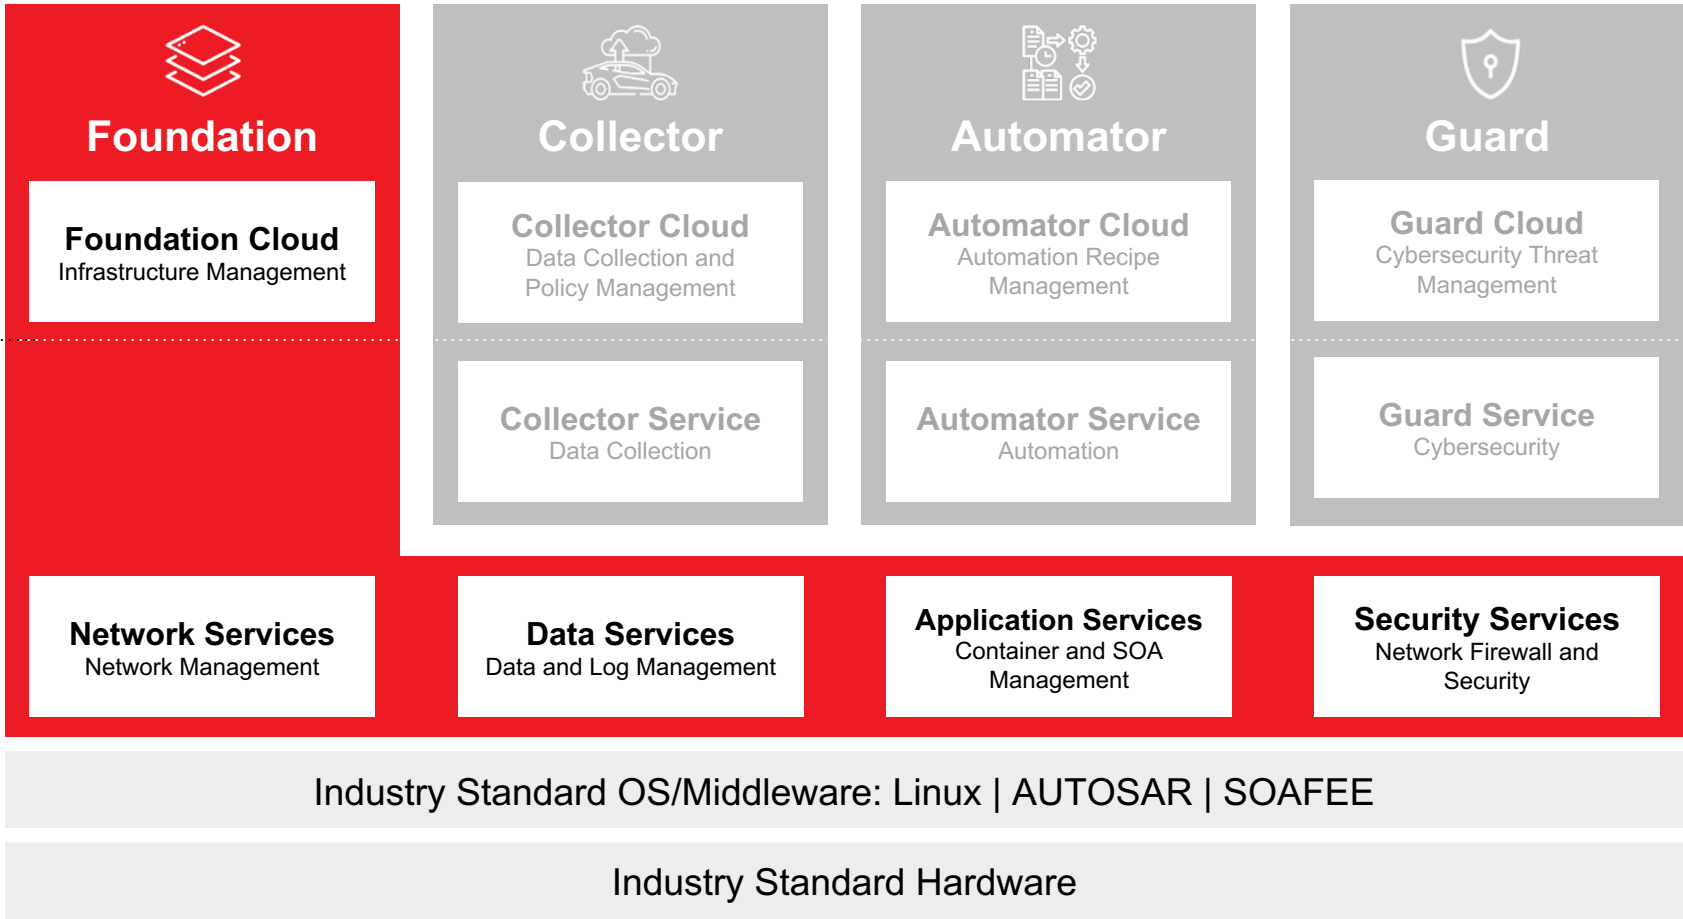 Foundation
Foundation Cloud
Infrastructure Management
Collector
Collector Cloud
Data Collection and
Policy Management
Collector Service
Data Collection
Automator
Automator Cloud
Automation Recipe
Management
Automator Service
Automation
Guard
Guard Cloud
Cybersecurity Threat
Management
Guard Service
Cybersecurity
Network Services
Network Management
Data Services
Data and Log Management
Application Services
Container and SOA
Management
Security Services
Network Firewall and
Security
Industry Standard OS/Middleware: Linux | AUTOSAR | SOAFEE
Industry Standard Hardware